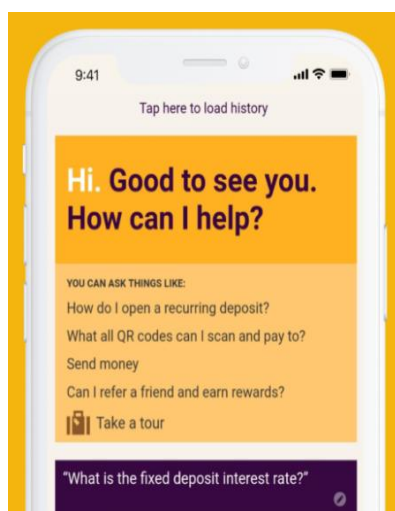 9:41
Tap here to load history
Hi. Good to see you.
How can I help?
YOU CAN ASK THINGS LIKE:
How do I open a recurring deposit?
What all QR codes can I scan and pay to?
Send money
Can I refer a friend and earn rewards?
Take a tour
“What is the fixed deposit interest rate?”